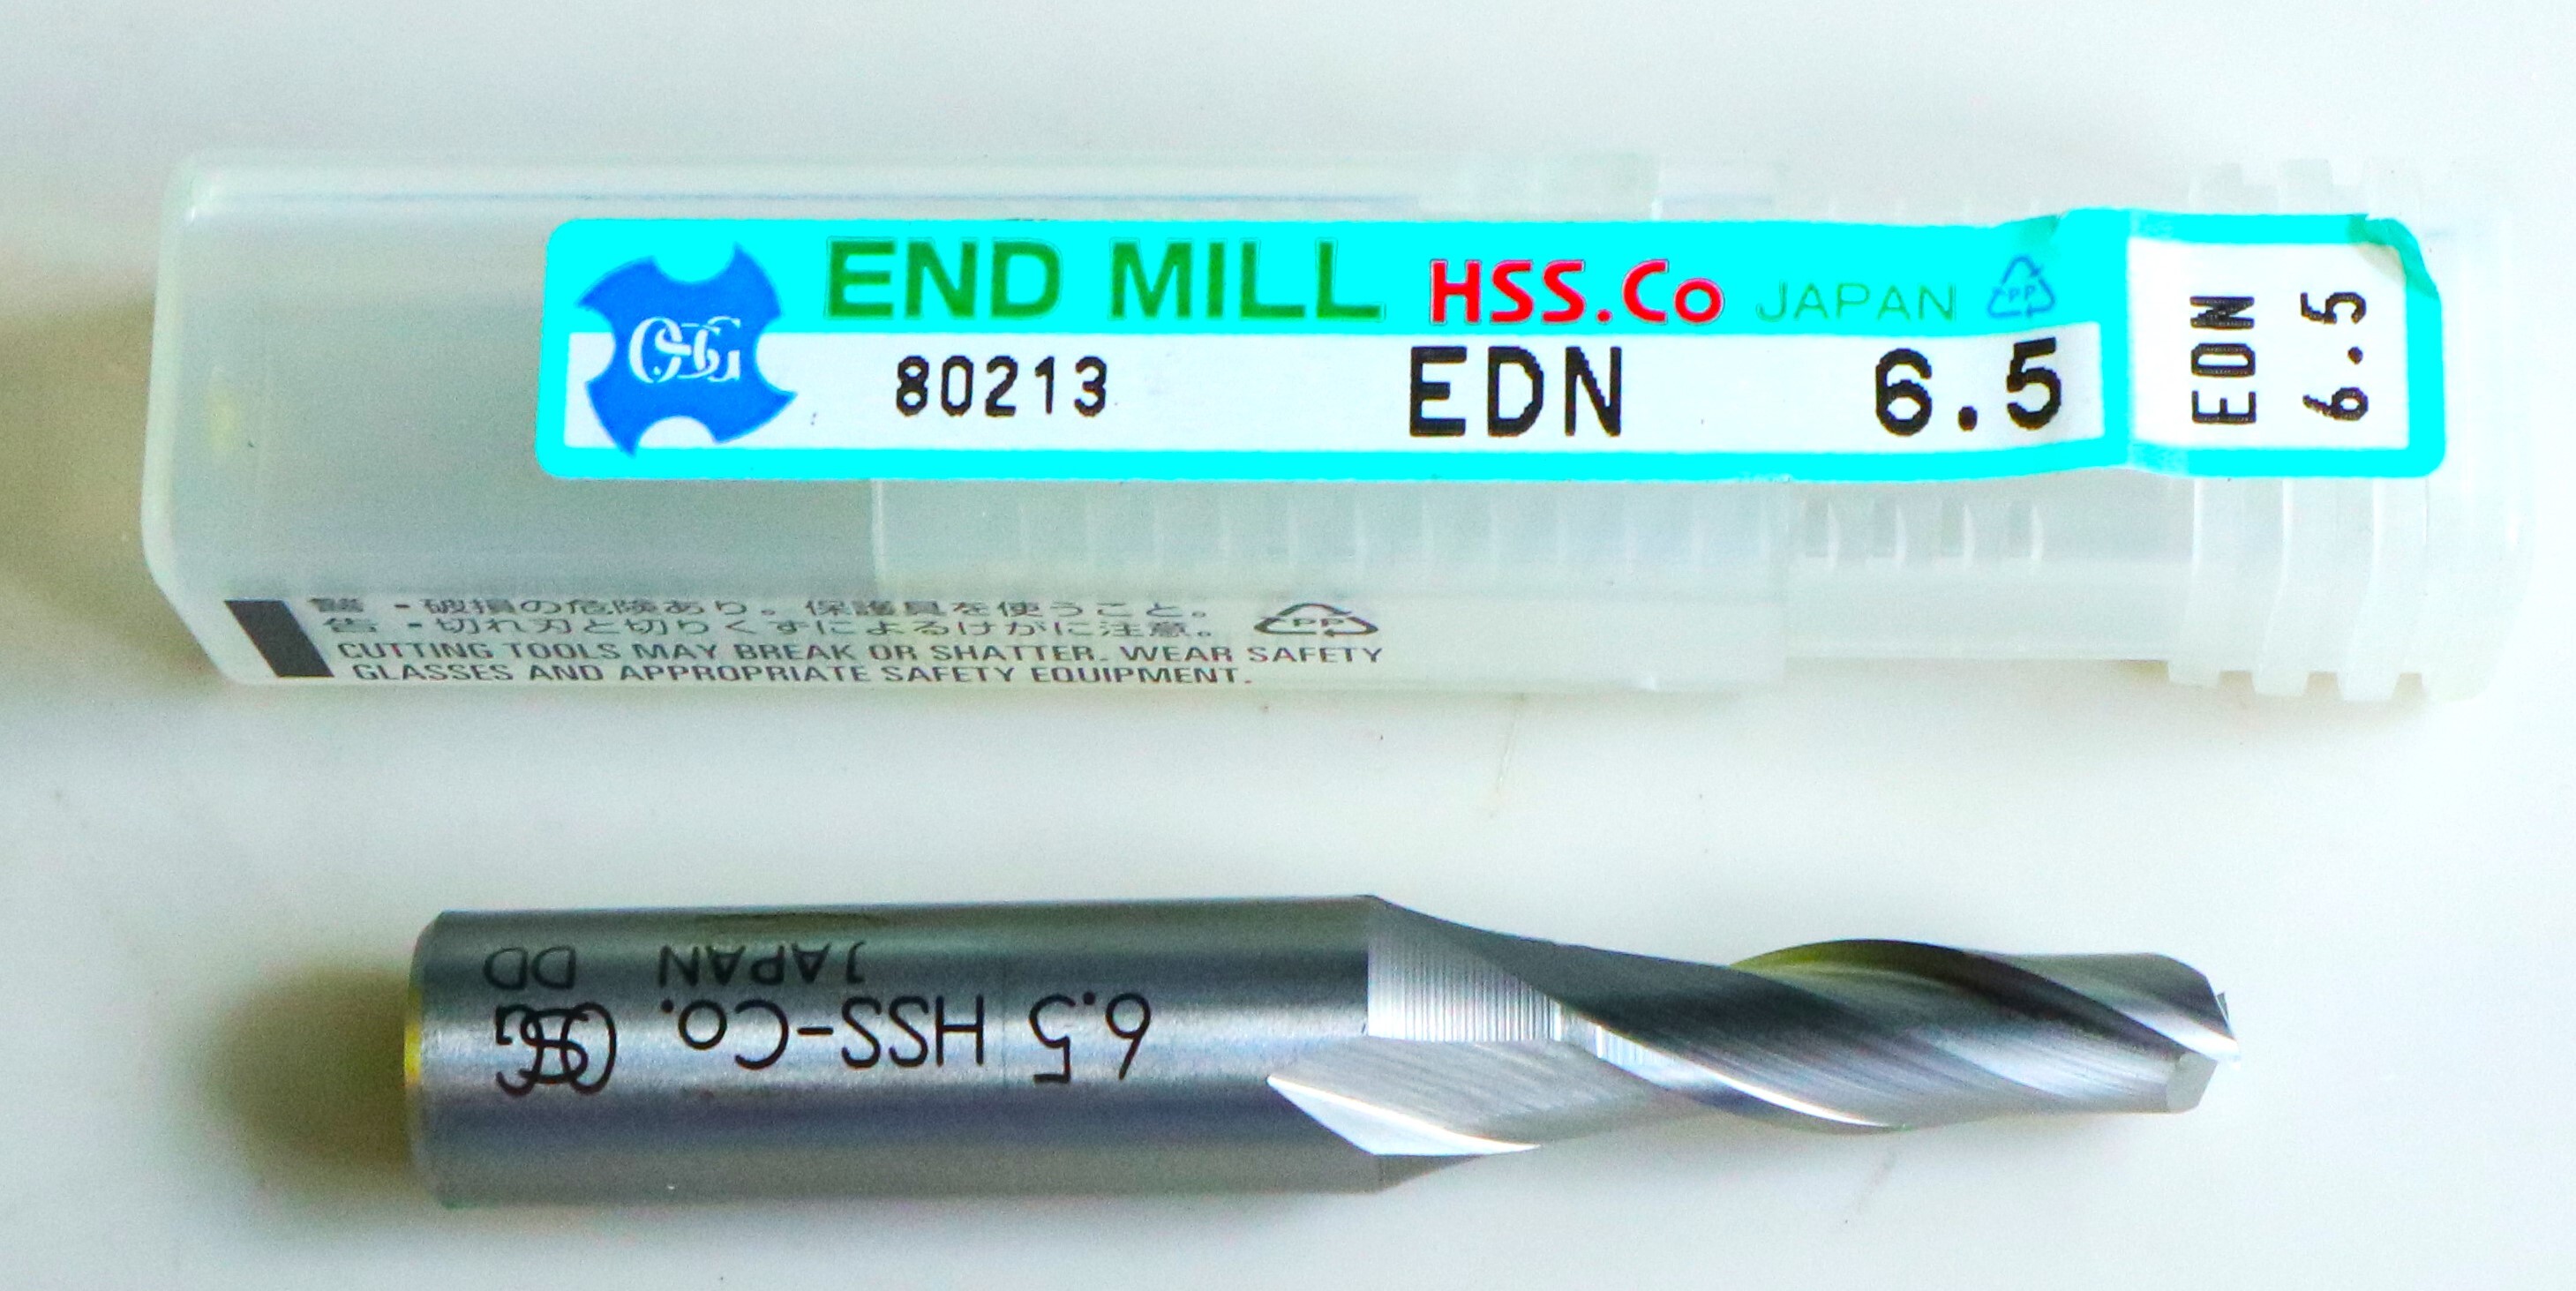 END MILL HSS.Co JAPAN PP
OSG 80213 EDN 6.5
EDN
6.5
警 ・破損の危険あり。保護具を使うこと。
告 ・切れ刃と切りくずによるけがに注意。
PP
CUTTING TOOLS MAY BREAK OR SHATTER. WEAR SAFETY
GLASSES AND APPROPRIATE SAFETY EQUIPMENT.
6.5 HSS-Co. OSG
JAPAN DD